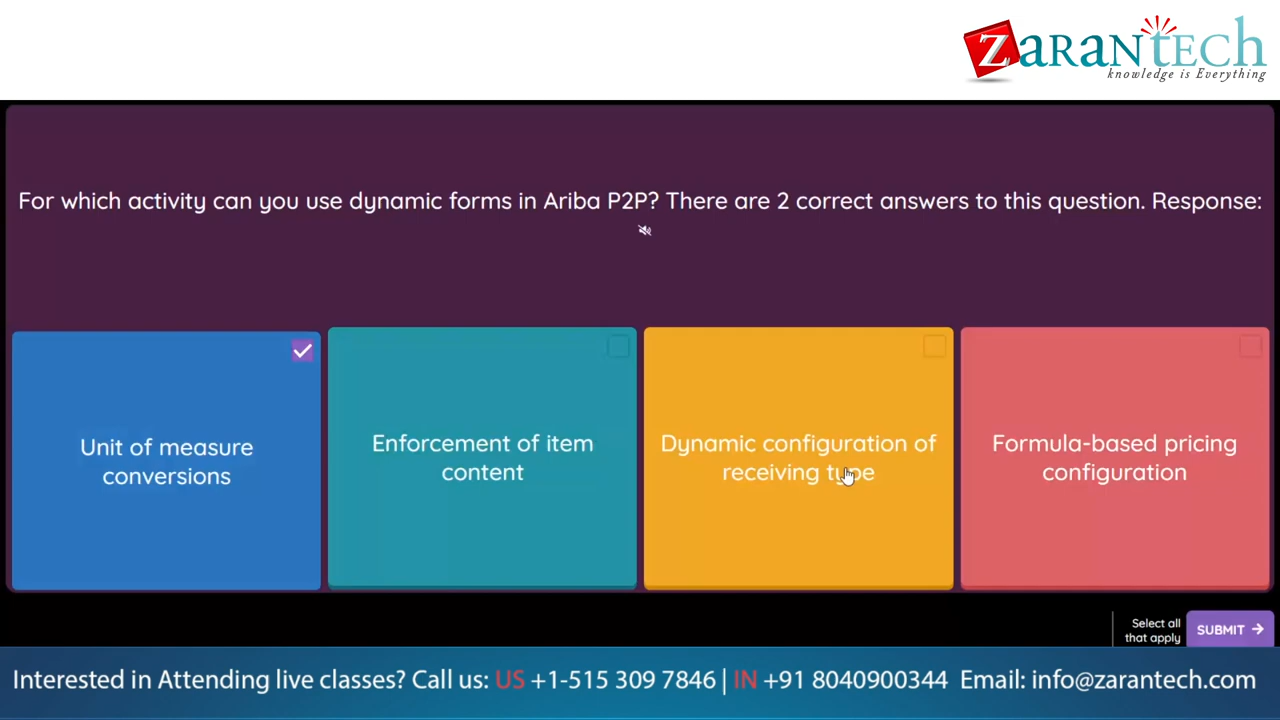 ZARANTECH
knowledge is Everything
For which activity can you use dynamic forms in Ariba P2P? There are 2 correct answers to this question. Response:
Unit of measure
conversions
Enforcement of item
content
Dynamic configuration of
receiving type
Formula-based pricing
configuration
Select all
that apply
SUBMIT →
Interested in Attending live classes? Call us: US +1-515 309 7846 | IN +91 8040900344 Email: info@zarantech.com